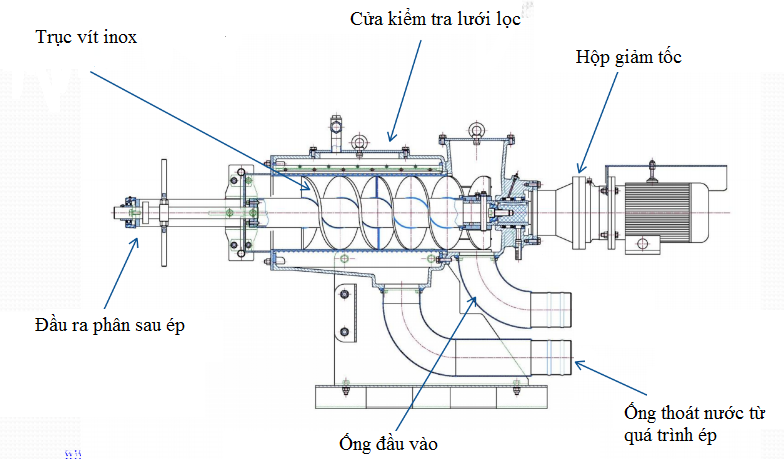 Cửa kiểm tra lưới lọc
Trục vít inox
Hộp giảm tốc
Đầu ra phân sau ép
Ống thoát nước từ
quá trình ép
Ống đầu vào